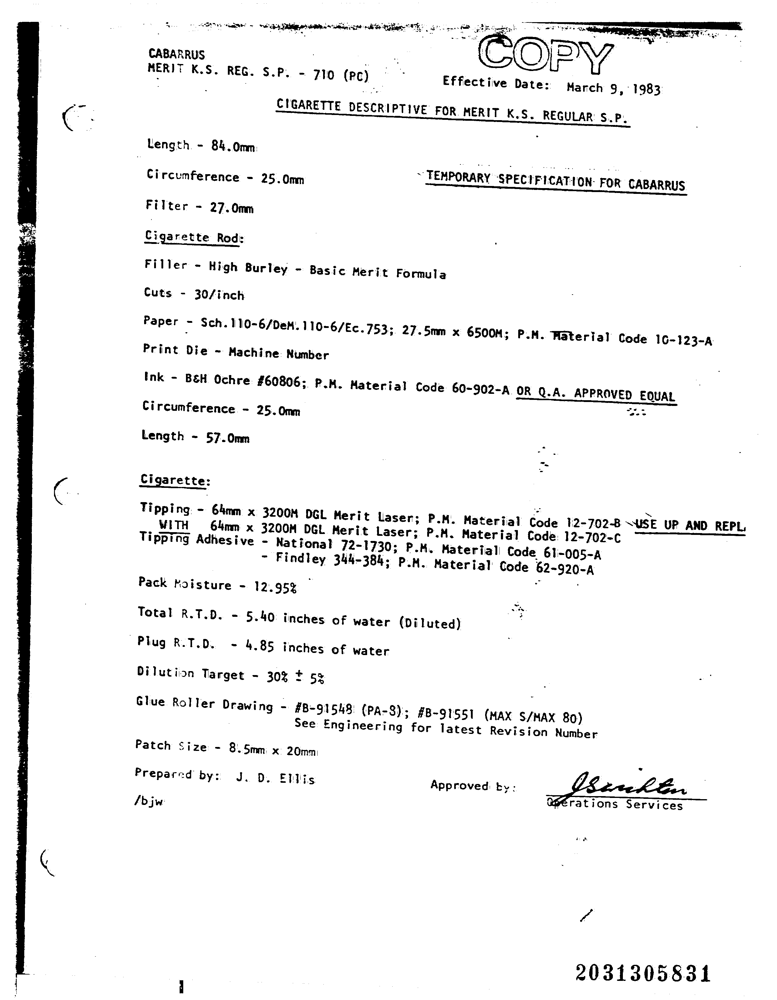 COPY
CABARRUS
MERIT K.S. REG. S.P. - 710 (PC)
Effective Date: March 9, 1983
CIGARETTE DESCRIPTIVE FOR MERIT K.S. REGULAR S.P.
Length - 84.0mm
Circumference - 25.0mm
TEMPORARY SPECIFICATION FOR CABARRUS
Filter - 27.0mm
Cigarette Rod:
Filler - High Burley - Basic Merit Formula
Cuts - 30/inch
Paper - Sch.110-6/DeM.110-6/Ec.753; 27.5mm x 6500M; P.M. Material Code 10-123-A
Print Die - Machine Number
Ink - B&H Ochre #60806; P.M. Material Code 60-902-A OR Q.A. APPROVED EQUAL
Circumference - 25.0mm
Length - 57.0mm
Cigarette:
Tipping - 64mm x 3200M DGL Merit Laser; P.M. Material Code 12-702-B USE UP AND REPL
WITH 64mm x 3200M DGL Merit Laser; P.M. Material Code 12-702-C
Tipping Adhesive - National 72-1730; P.M. Material Code 61-005-A
- Findley 344-384; P.M. Material Code 62-920-A
Pack Moisture - 12.95%
Total R.T.D. - 5.40 inches of water (Diluted)
Plug R.T.D. - 4.85 inches of water
Dilution Target - 30% ± 5%
Glue Roller Drawing - #B-91548 (PA-8); #B-91551 (MAX S/MAX 80)
See Engineering for latest Revision Number
Patch Size - 8.5mm x 20mm
Prepared by: J. D. Ellis
Approved by:
/bjw
Operations Services
2031305831